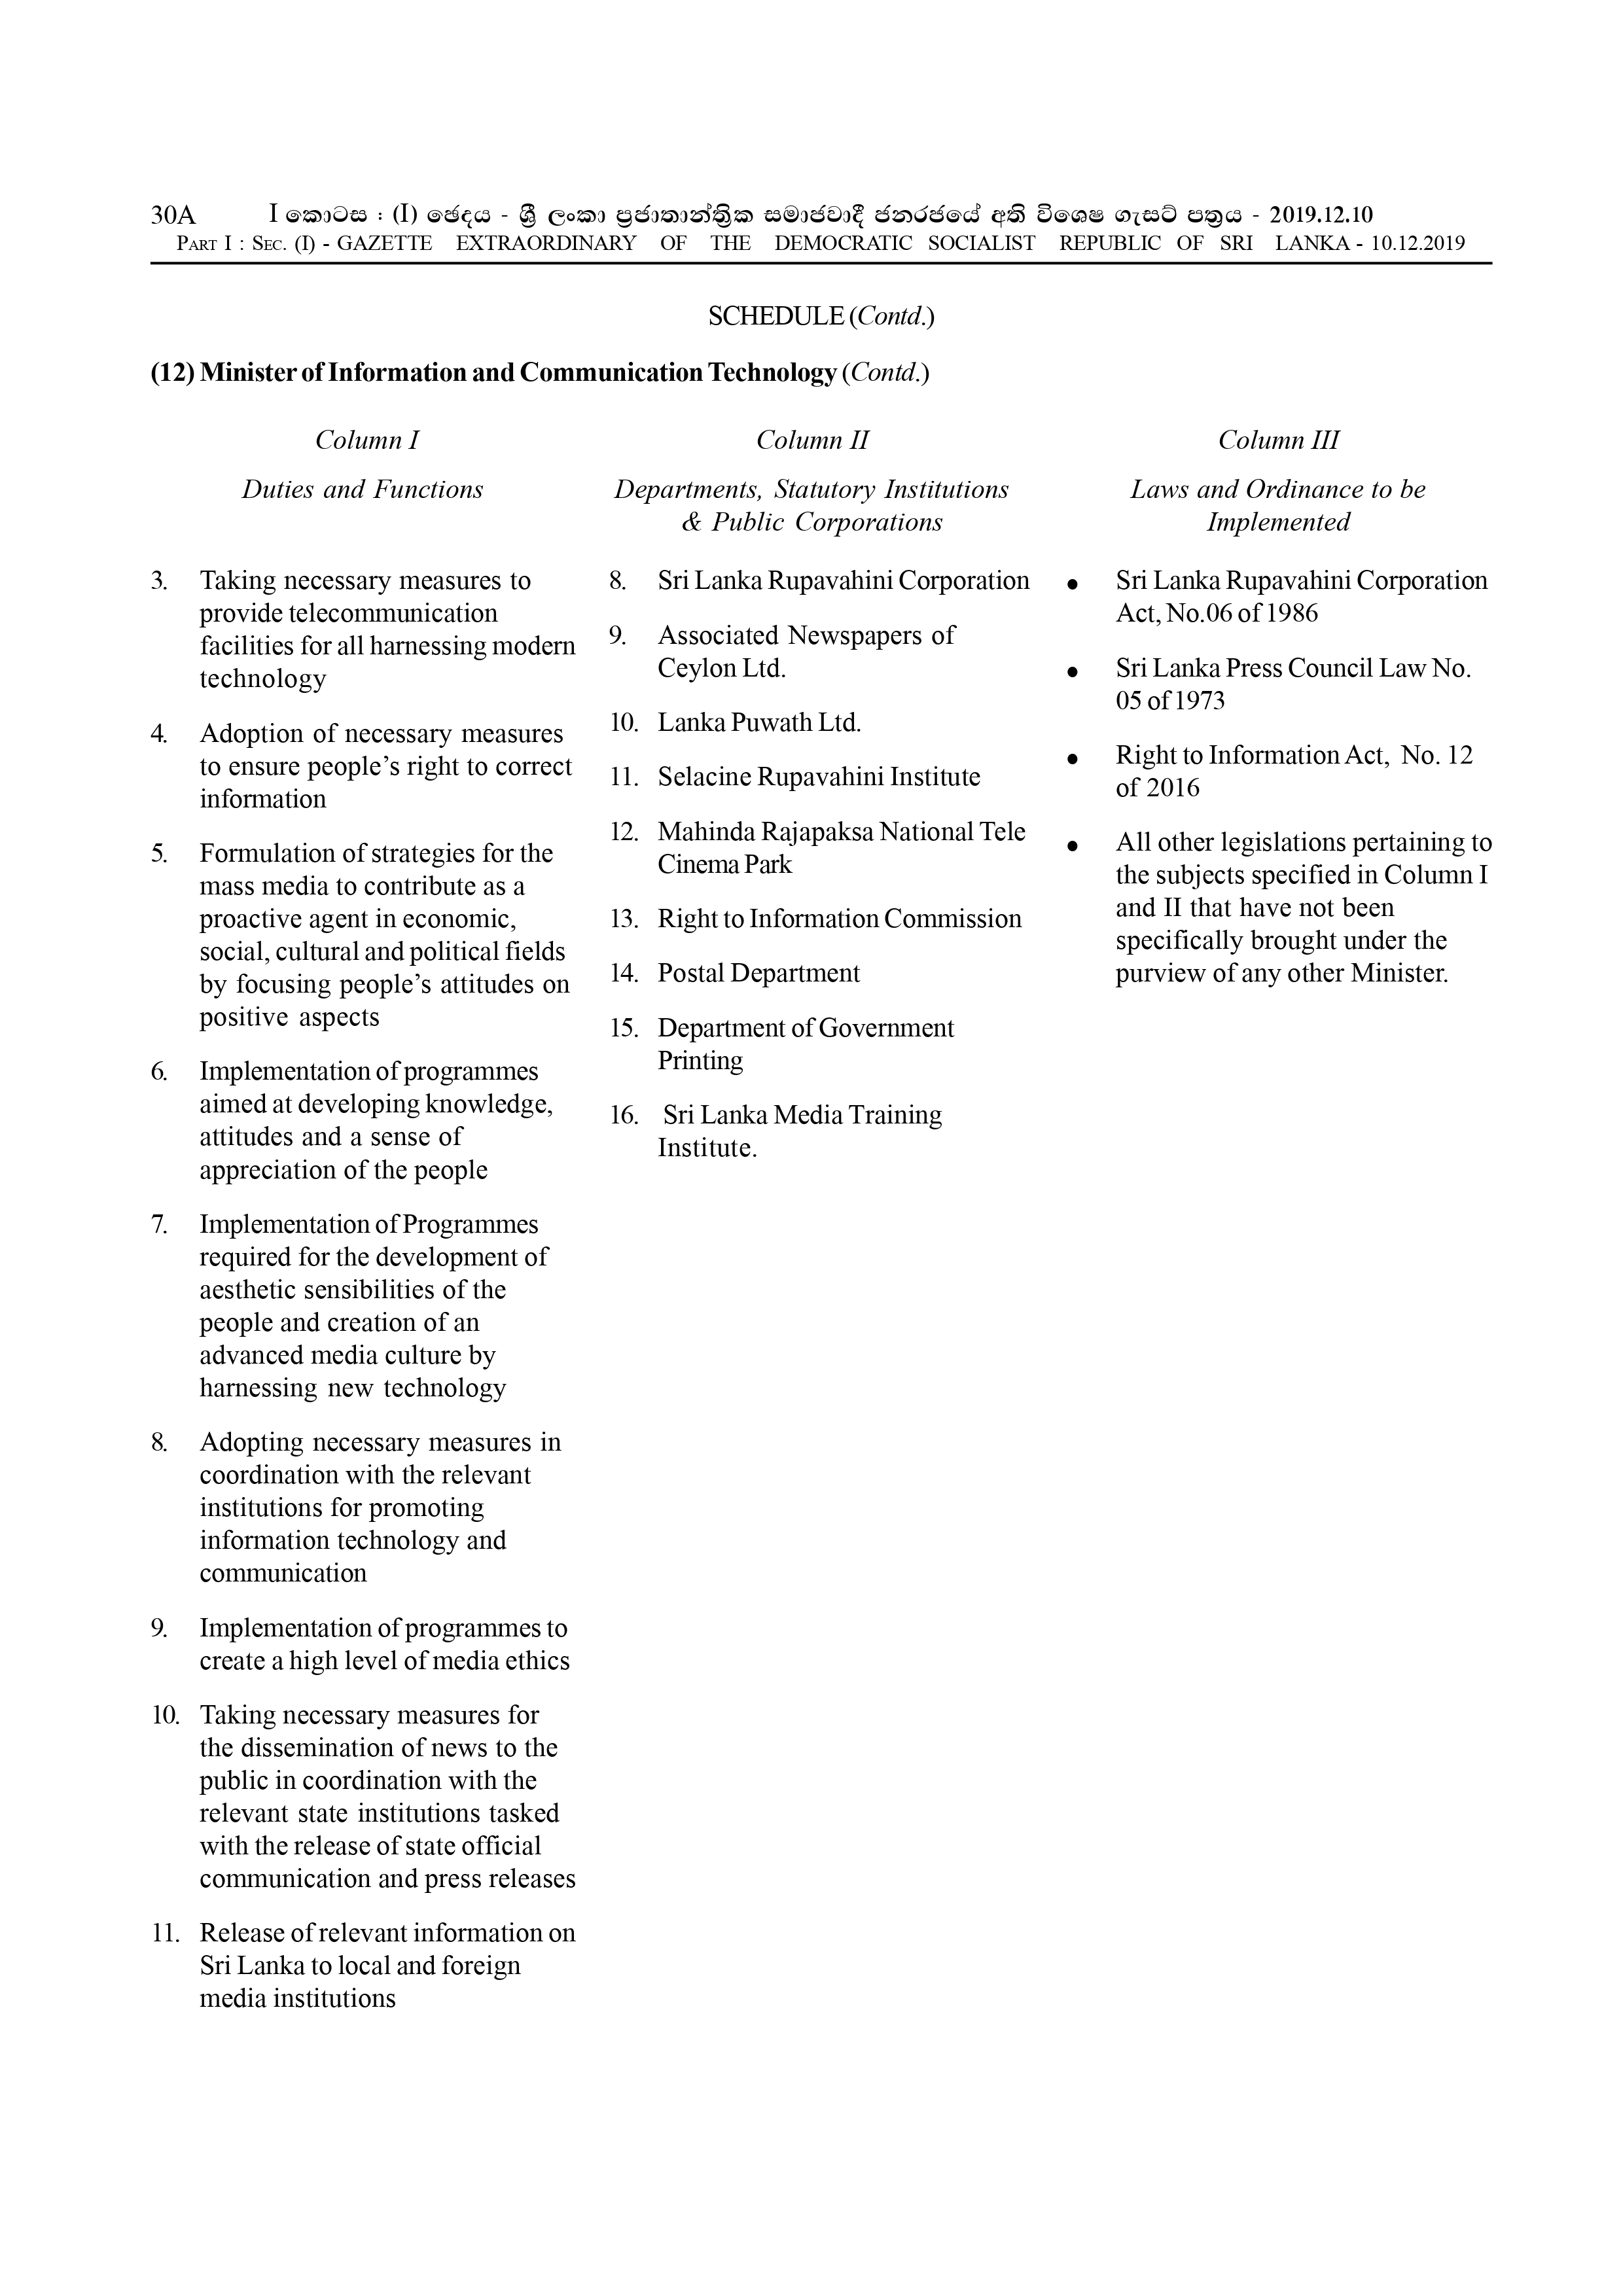 30A I කොටස : (I) ඡෙදය - ශ්‍රී ලංකා ප්‍රජාතාන්ත්‍රික සමාජවාදී ජනරජයේ අති විශෙෂ ගැසට් පත්‍රය - 2019.12.10
PART I : SEC. (I) - GAZETTE EXTRAORDINARY OF THE DEMOCRATIC SOCIALIST REPUBLIC OF SRI LANKA - 10.12.2019
SCHEDULE (Contd.)
(12) Minister of Information and Communication Technology (Contd.)
Column I
Duties and Functions
3. Taking necessary measures to
provide telecommunication
facilities for all harnessing modern
technology
4. Adoption of necessary measures
to ensure people’s right to correct
information
5. Formulation of strategies for the
mass media to contribute as a
proactive agent in economic,
social, cultural and political fields
by focusing people’s attitudes on
positive aspects
6. Implementation of programmes
aimed at developing knowledge,
attitudes and a sense of
appreciation of the people
7. Implementation of Programmes
required for the development of
aesthetic sensibilities of the
people and creation of an
advanced media culture by
harnessing new technology
8. Adopting necessary measures in
coordination with the relevant
institutions for promoting
information technology and
communication
9. Implementation of programmes to
create a high level of media ethics
10. Taking necessary measures for
the dissemination of news to the
public in coordination with the
relevant state institutions tasked
with the release of state official
communication and press releases
11. Release of relevant information on
Sri Lanka to local and foreign
media institutions
Column II
Departments, Statutory Institutions
& Public Corporations
8. Sri Lanka Rupavahini Corporation
9. Associated Newspapers of
Ceylon Ltd.
10. Lanka Puwath Ltd.
11. Selacine Rupavahini Institute
12. Mahinda Rajapaksa National Tele
Cinema Park
13. Right to Information Commission
14. Postal Department
15. Department of Government
Printing
16. Sri Lanka Media Training
Institute.
Column III
Laws and Ordinance to be
Implemented
● Sri Lanka Rupavahini Corporation
Act, No.06 of 1986
● Sri Lanka Press Council Law No.
05 of 1973
● Right to Information Act, No. 12
of 2016
● All other legislations pertaining to
the subjects specified in Column I
and II that have not been
specifically brought under the
purview of any other Minister.